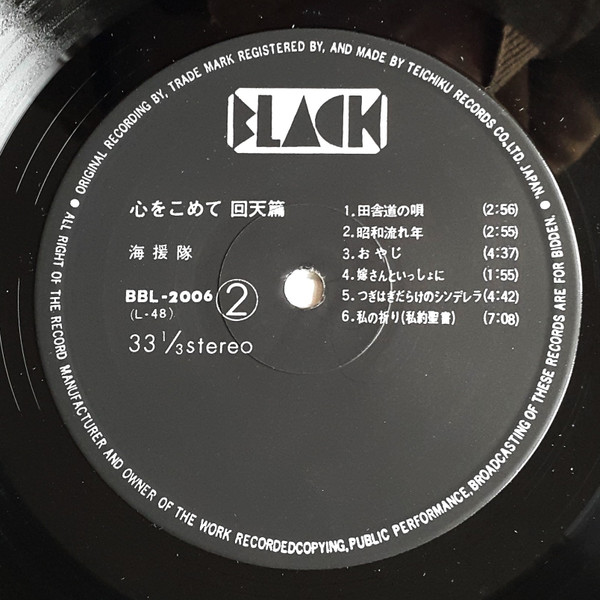 ● ORIGINAL RECORDING BY, TRADE MARK REGISTERED BY, AND MADE BY TEICHIKU RECORDS CO., LTD. JAPAN. ●
BLACK
心をこめて 回天篇
海援隊
BBL-2006 ②
(L-48)
33 1/3 stereo
1. 田舎道の唄 (2:56)
2. 昭和流れ年 (2:55)
3. おやじ (4:37)
4. 嫁さんといっしょに (1:55)
5. つぎはぎだらけのシンデレラ (4:42)
6. 私の祈り(私約聖書) (7:08)
ALL RIGHT OF THE RECORD MANUFACTURER AND OWNER OF THE WORK RECORDEDCOPYING, PUBLIC PERFORMANCE, BROADCASTING OF THESE RECORDS ARE FOR BIDDEN.